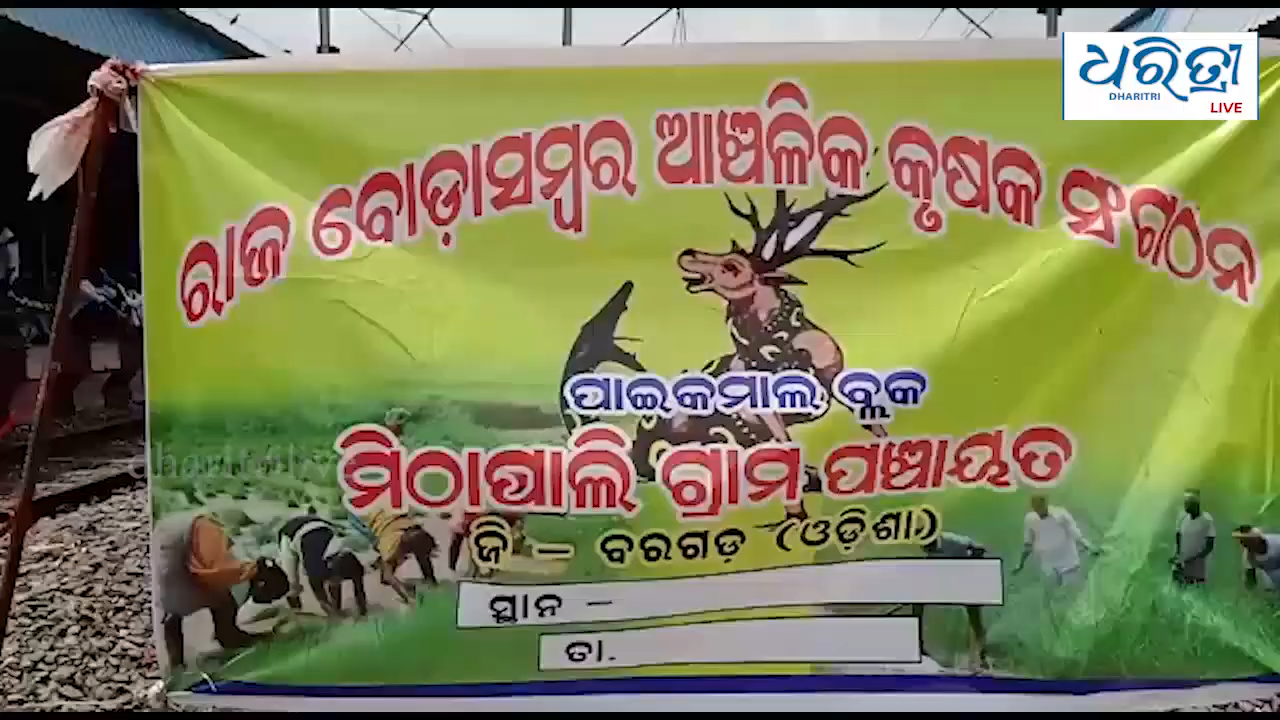 ଧରିତ୍ରୀ
DHARITRI
LIVE
ରାଜ ବୋଡ଼ାସମ୍ବର ଆଞ୍ଚଳିକ କୃଷକ ସଂଗଠନ
ପାଇକମାଲ ବ୍ଲକ
ମିଠାପାଲି ଗ୍ରାମ ପଞ୍ଚାୟତ
ଜି – ବରଗଡ଼ (ଓଡ଼ିଶା)
ସ୍ଥାନ –
ତା.